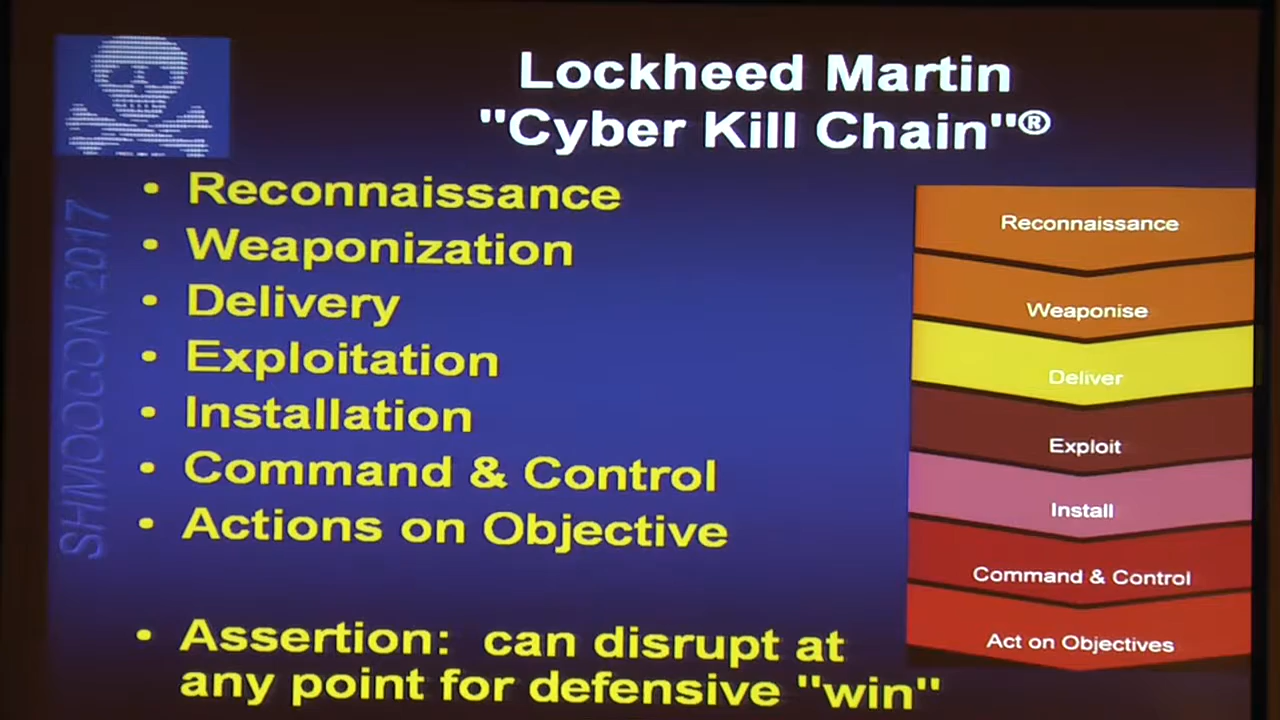 Lockheed Martin
"Cyber Kill Chain"®
• Reconnaissance
• Weaponization
• Delivery
• Exploitation
• Installation
• Command & Control
• Actions on Objective
• Assertion: can disrupt at
any point for defensive "win"
Reconnaissance
Weaponise
Deliver
Exploit
Install
Command & Control
Act on Objectives
SHMOOCON 2017